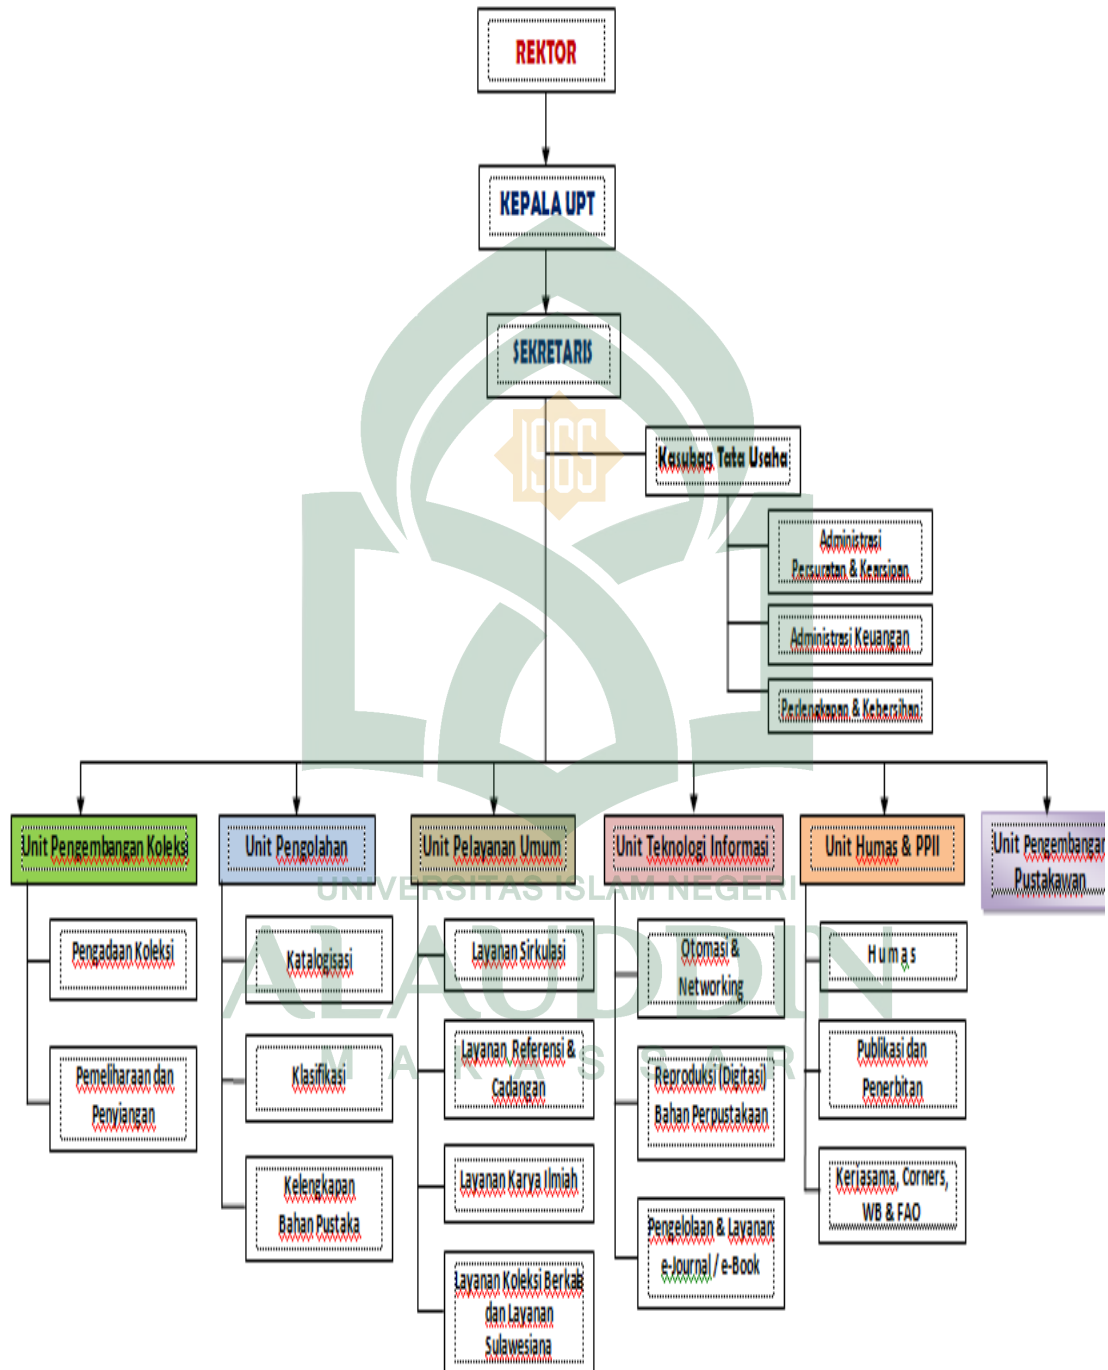 REKTOR
KEPALA UPT
SEKRETARIS
ISGS
Kasubag Tata Usaha
Administrasi
Persuratan & Kearsipan
Administrasi Keuangan
Perlengkapan & Kebersihan
Unit Pengembangan Koleksi
Unit Pengolahan
Unit Pelayanan Umum
Unit Teknologi Informasi
Unit Humas & PPII
Unit Pengembangan
Pustakawan
UNIVERSITAS ISLAM NEGERI
ALAUDDIN
MAKASSAR
Pengadaan Koleksi
Pemeliharaan dan
Penyiangan
Katalogisasi
Klasifikasi
Kelengkapan
Bahan Pustaka
Layanan Sirkulasi
Layanan Referensi &
Cadangan
Layanan Karya Ilmiah
Layanan Koleksi Berkala
dan Layanan
Sulawesiana
Otomasi &
Networking
Reproduksi (Digitasi)
Bahan Perpustakaan
Pengelolaan & Layanan
e-Journal / e-Book
H u m a s
Publikasi dan
Penerbitan
Kerjasama, Corners,
WB & FAO